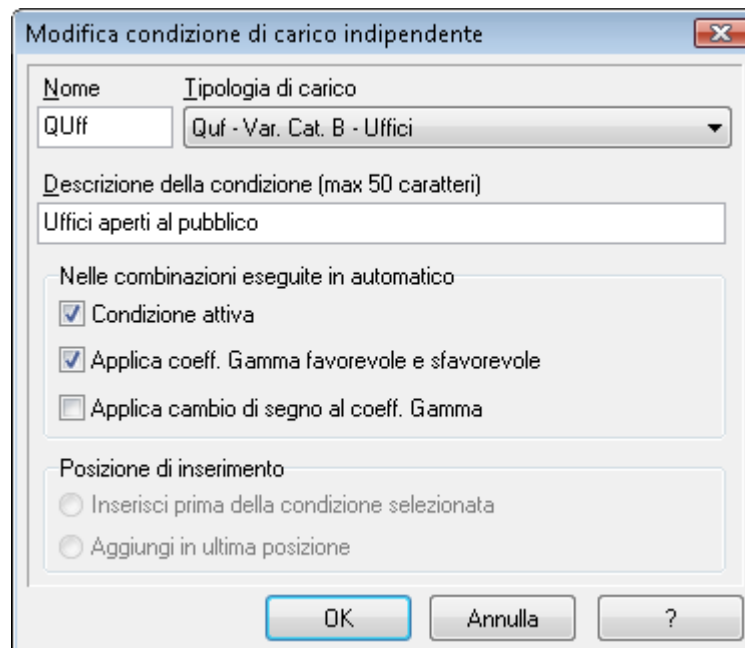 Modifica condizione di carico indipendente
Nome Tipologia di carico
QUff Quf - Var. Cat. B - Uffici
Descrizione della condizione (max 50 caratteri)
Uffici aperti al pubblico
Nelle combinazioni eseguite in automatico
Condizione attiva
Applica coeff. Gamma favorevole e sfavorevole
Applica cambio di segno al coeff. Gamma
Posizione di inserimento
Inserisci prima della condizione selezionata
Aggiungi in ultima posizione
OK Annulla ?